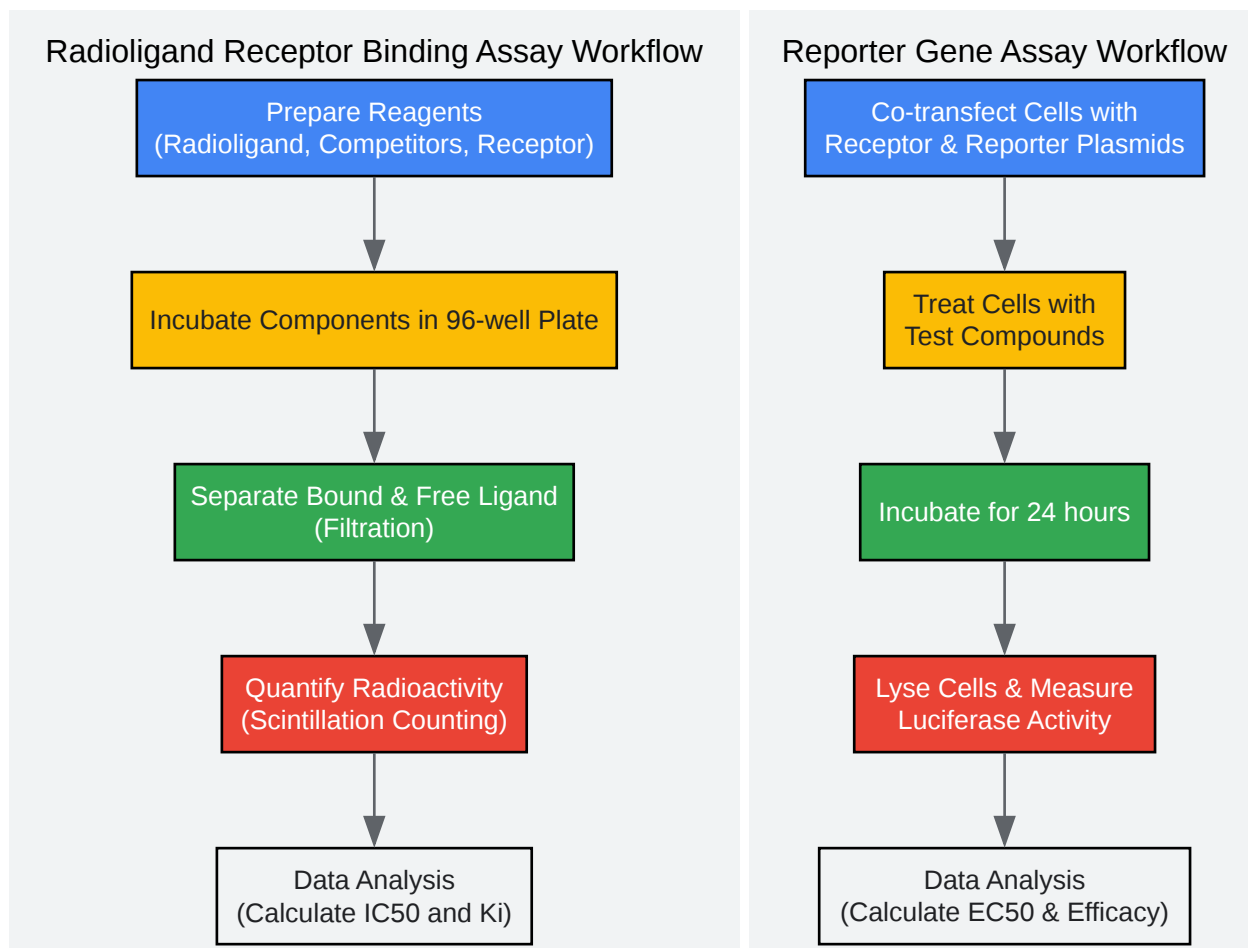 Radioligand Receptor Binding Assay Workflow
Prepare Reagents
(Radioligand, Competitors, Receptor)
Incubate Components in 96-well Plate
Separate Bound & Free Ligand
(Filtration)
Quantify Radioactivity
(Scintillation Counting)
Data Analysis
(Calculate IC50 and Ki)
Reporter Gene Assay Workflow
Co-transfect Cells with
Receptor & Reporter Plasmids
Treat Cells with
Test Compounds
Incubate for 24 hours
Lyse Cells & Measure
Luciferase Activity
Data Analysis
(Calculate EC50 & Efficacy)